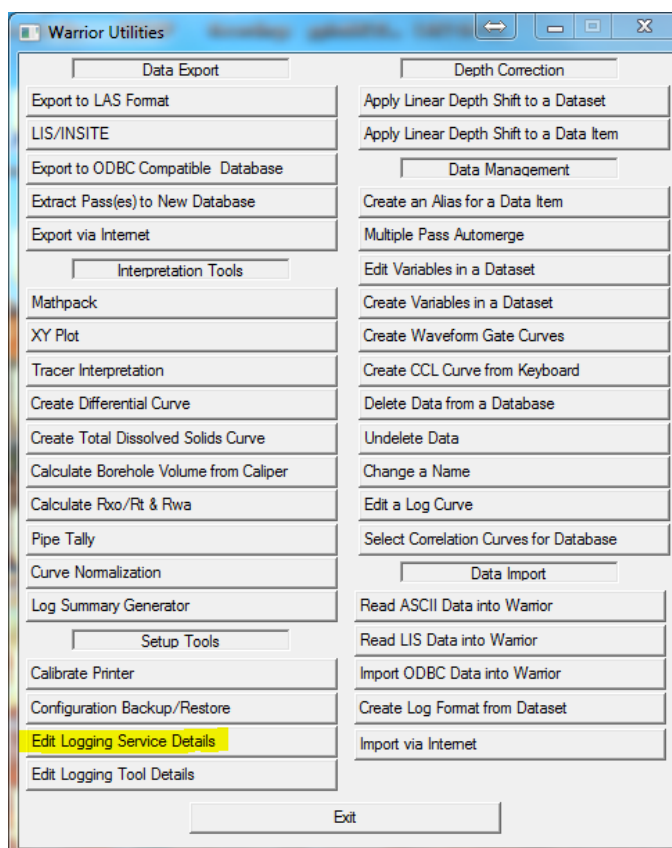 Warrior Utilities
Data Export
Export to LAS Format
LIS/INSITE
Export to ODBC Compatible Database
Extract Pass(es) to New Database
Export via Internet
Interpretation Tools
Mathpack
XY Plot
Tracer Interpretation
Create Differential Curve
Create Total Dissolved Solids Curve
Calculate Borehole Volume from Caliper
Calculate Rxo/Rt & Rwa
Pipe Tally
Curve Normalization
Log Summary Generator
Setup Tools
Calibrate Printer
Configuration Backup/Restore
Edit Logging Service Details
Edit Logging Tool Details
Depth Correction
Apply Linear Depth Shift to a Dataset
Apply Linear Depth Shift to a Data Item
Data Management
Create an Alias for a Data Item
Multiple Pass Automerge
Edit Variables in a Dataset
Create Variables in a Dataset
Create Waveform Gate Curves
Create CCL Curve from Keyboard
Delete Data from a Database
Undelete Data
Change a Name
Edit a Log Curve
Select Correlation Curves for Database
Data Import
Read ASCII Data into Warrior
Read LIS Data into Warrior
Import ODBC Data into Warrior
Create Log Format from Dataset
Import via Internet
Exit